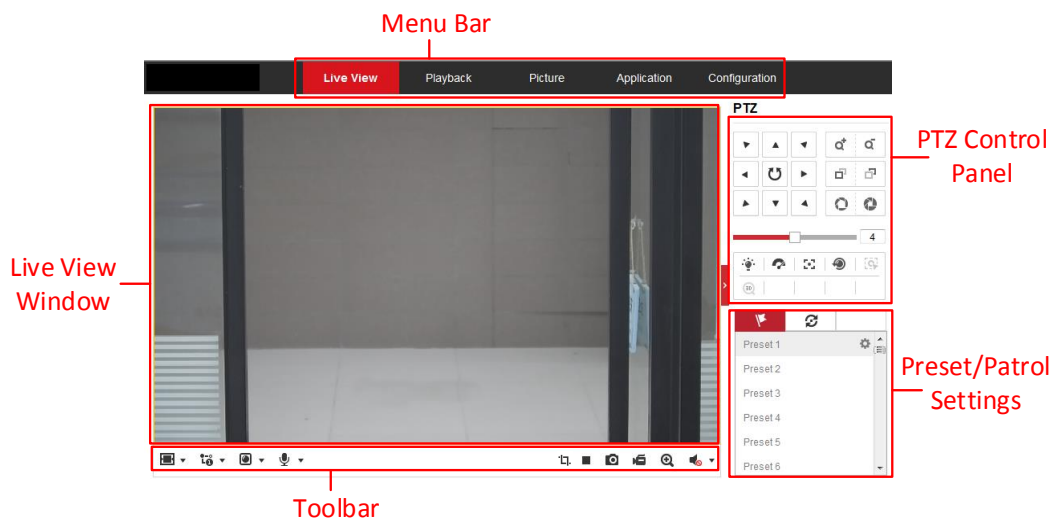 Menu Bar
Live View
Playback
Picture
Application
Configuration
PTZ
PTZ Control
Panel
4
Live View
Window
3D
Preset 1
Preset 2
Preset 3
Preset 4
Preset 5
Preset 6
Preset/Patrol
Settings
Toolbar